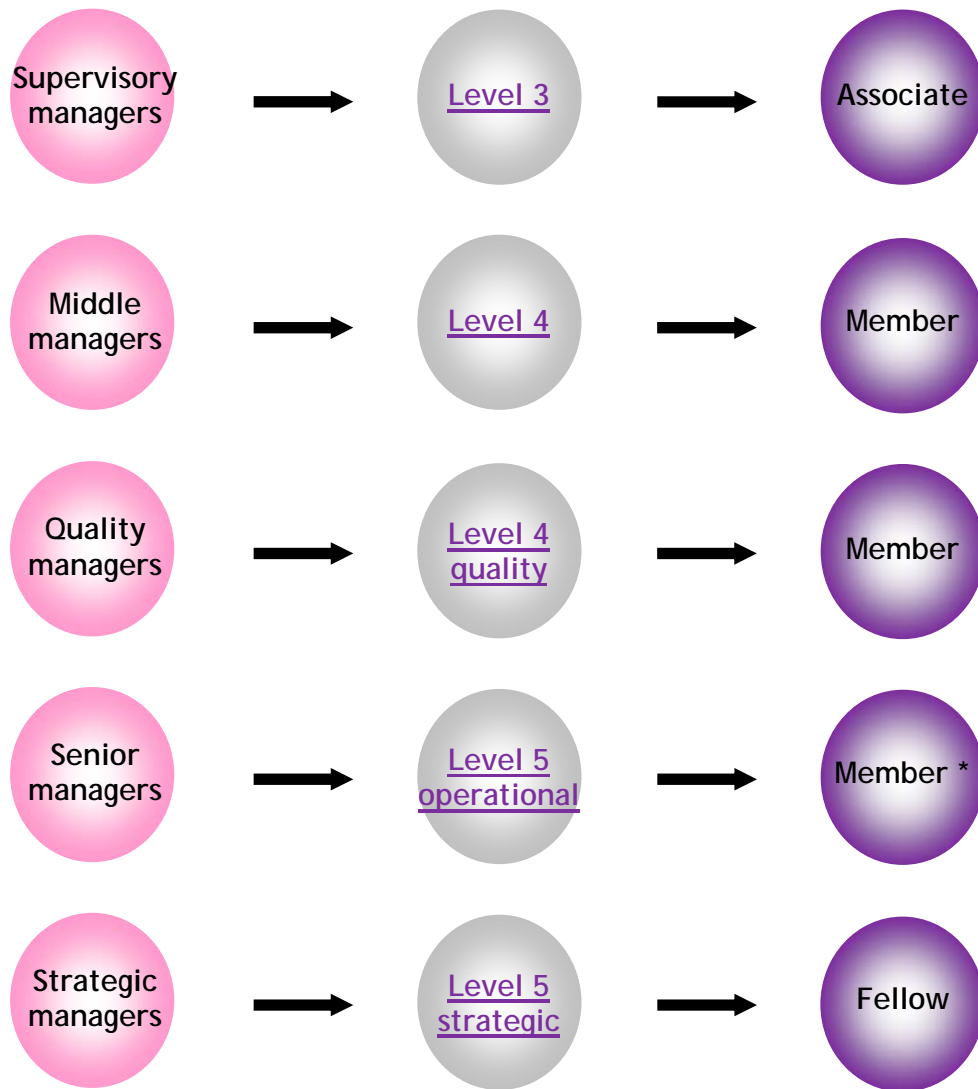 Supervisory
managers
Level 3
Associate
Middle
managers
Level 4
Member
Quality
managers
Level 4
quality
Member
Senior
managers
Level 5
operational
Member *
Strategic
managers
Level 5
strategic
Fellow